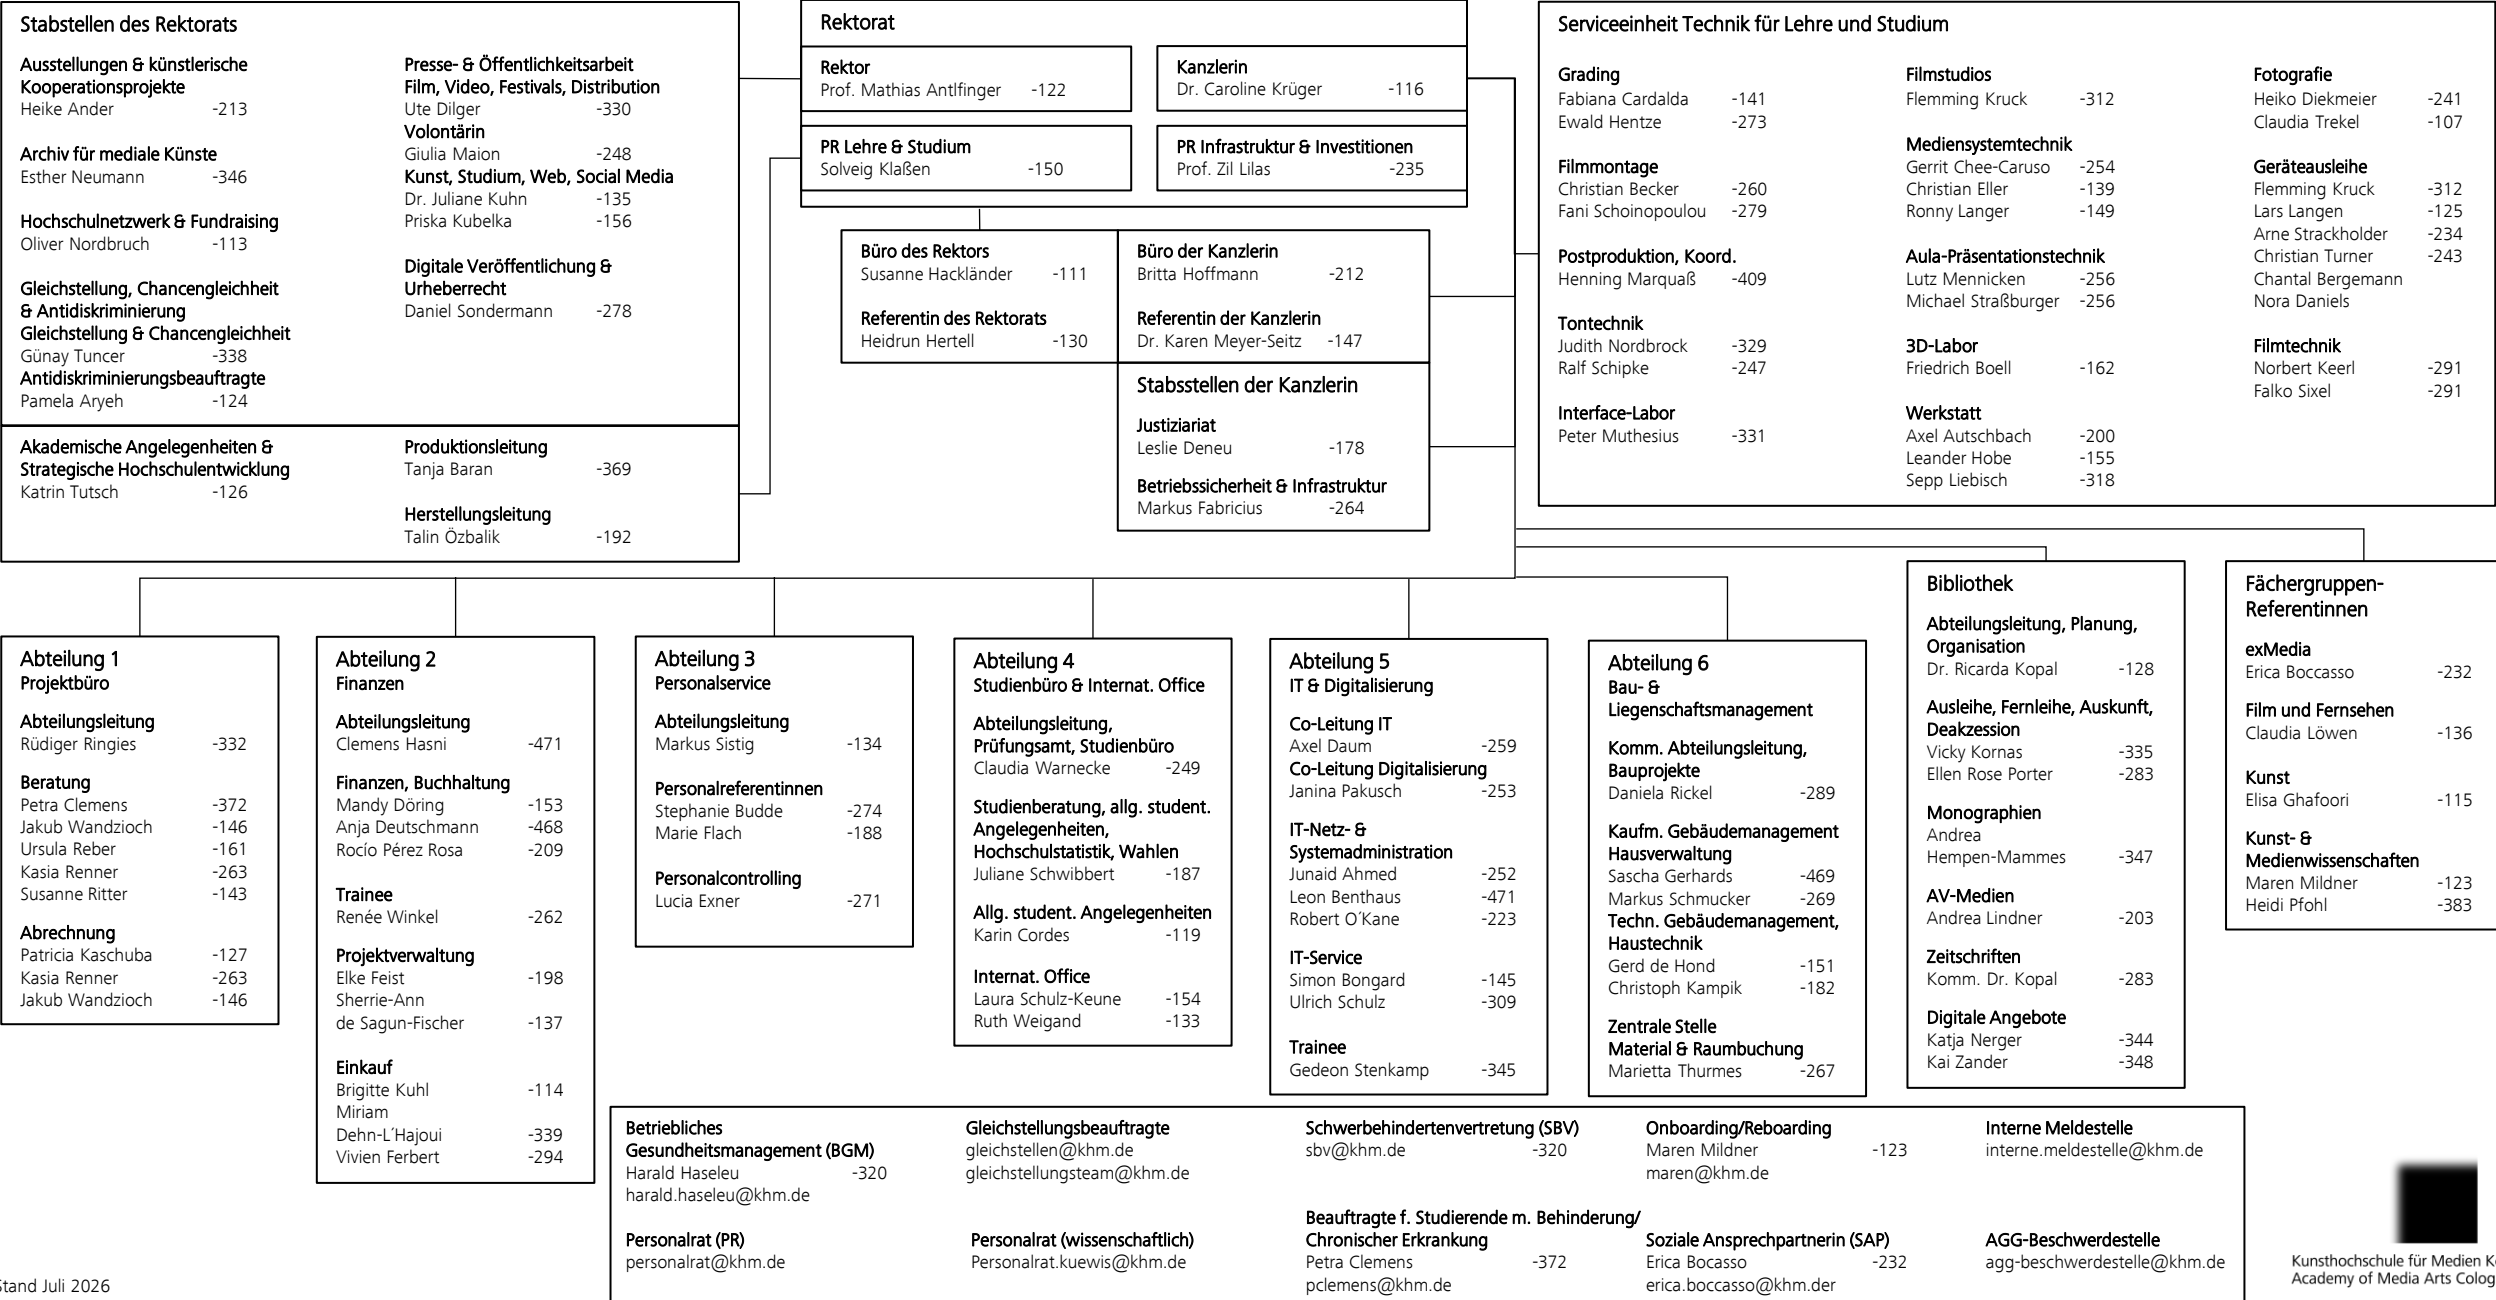 Stabstellen des Rektorats
Ausstellungen & künstlerische
Kooperationsprojekte
Heike Ander -213
Archiv für mediale Künste
Esther Neumann -346
Hochschulnetzwerk & Fundraising
Oliver Nordbruch -113
Gleichstellung, Chancengleichheit
& Antidiskriminierung
Gleichstellung & Chancengleichheit
Günay Tuncer -338
Antidiskriminierungsbeauftragte
Pamela Aryeh -124
Presse- & Öffentlichkeitsarbeit
Film, Video, Festivals, Distribution
Ute Dilger -330
Volontärin
Giulia Maion -248
Kunst, Studium, Web, Social Media
Dr. Juliane Kuhn -135
Priska Kubelka -156
Digitale Veröffentlichung &
Urheberrecht
Daniel Sondermann -278
Akademische Angelegenheiten &
Strategische Hochschulentwicklung
Katrin Tutsch -126
Produktionsleitung
Tanja Baran -369
Herstellungsleitung
Talin Özbalik -192
Rektorat
Rektor
Prof. Mathias Antlfinger -122
Kanzlerin
Dr. Caroline Krüger -116
PR Lehre & Studium
Solveig Klaßen -150
PR Infrastruktur & Investitionen
Prof. Zil Lilas -235
Büro des Rektors
Susanne Hackländer -111
Referentin des Rektorats
Heidrun Hertell -130
Büro der Kanzlerin
Britta Hoffmann -212
Referentin der Kanzlerin
Dr. Karen Meyer-Seitz -147
Stabsstellen der Kanzlerin
Justiziariat
Leslie Deneu -178
Betriebssicherheit & Infrastruktur
Markus Fabricius -264
Serviceeinheit Technik für Lehre und Studium
Grading
Fabiana Cardalda -141
Ewald Hentze -273
Filmmontage
Christian Becker -260
Fani Schoinopoulou -279
Postproduktion, Koord.
Henning Marquaß -409
Tontechnik
Judith Nordbrock -329
Ralf Schipke -247
Interface-Labor
Peter Muthesius -331
Filmstudios
Flemming Kruck -312
Mediensystemtechnik
Gerrit Chee-Caruso -254
Christian Eller -139
Ronny Langer -149
Aula-Präsentationstechnik
Lutz Mennicken -256
Michael Straßburger -256
3D-Labor
Friedrich Boell -162
Werkstatt
Axel Autschbach -200
Leander Hobe -155
Sepp Liebisch -318
Fotografie
Heiko Diekmeier -241
Claudia Trekel -107
Geräteausleihe
Flemming Kruck -312
Lars Langen -125
Arne Strackholder -234
Christian Turner -243
Chantal Bergemann
Nora Daniels
Filmtechnik
Norbert Keerl -291
Falko Sixel -291
Abteilung 1
Projektbüro
Abteilungsleitung
Rüdiger Ringies -332
Beratung
Petra Clemens -372
Jakub Wandzioch -146
Ursula Reber -161
Kasia Renner -263
Susanne Ritter -143
Abrechnung
Patricia Kaschuba -127
Kasia Renner -263
Jakub Wandzioch -146
Abteilung 2
Finanzen
Abteilungsleitung
Clemens Hasni -471
Finanzen, Buchhaltung
Mandy Döring -153
Anja Deutschmann -468
Rocío Pérez Rosa -209
Trainee
Renée Winkel -262
Projektverwaltung
Elke Feist -198
Sherrie-Ann
de Sagun-Fischer -137
Einkauf
Brigitte Kuhl -114
Miriam
Dehn-L´Hajoui -339
Vivien Ferbert -294
Abteilung 3
Personalservice
Abteilungsleitung
Markus Sistig -134
Personalreferentinnen
Stephanie Budde -274
Marie Flach -188
Personalcontrolling
Lucia Exner -271
Abteilung 4
Studienbüro & Internat. Office
Abteilungsleitung,
Prüfungsamt, Studienbüro
Claudia Warnecke -249
Studienberatung, allg. student.
Angelegenheiten,
Hochschulstatistik, Wahlen
Juliane Schwibbert -187
Allg. student. Angelegenheiten
Karin Cordes -119
Internat. Office
Laura Schulz-Keune -154
Ruth Weigand -133
Abteilung 5
IT & Digitalisierung
Co-Leitung IT
Axel Daum -259
Co-Leitung Digitalisierung
Janina Pakusch -253
IT-Netz- &
Systemadministration
Junaid Ahmed -252
Leon Benthaus -471
Robert O´Kane -223
IT-Service
Simon Bongard -145
Ulrich Schulz -309
Trainee
Gedeon Stenkamp -345
Abteilung 6
Bau- &
Liegenschaftsmanagement
Komm. Abteilungsleitung,
Bauprojekte
Daniela Rickel -289
Kaufm. Gebäudemanagement
Hausverwaltung
Sascha Gerhards -469
Markus Schmucker -269
Techn. Gebäudemanagement,
Haustechnik
Gerd de Hond -151
Christoph Kampik -182
Zentrale Stelle
Material & Raumbuchung
Marietta Thurmes -267
Bibliothek
Abteilungsleitung, Planung,
Organisation
Dr. Ricarda Kopal -128
Ausleihe, Fernleihe, Auskunft,
Deakzession
Vicky Kornas -335
Ellen Rose Porter -283
Monographien
Andrea
Hempen-Mammes -347
AV-Medien
Andrea Lindner -203
Zeitschriften
Komm. Dr. Kopal -283
Digitale Angebote
Katja Nerger -344
Kai Zander -348
Fächergruppen-
Referentinnen
exMedia
Erica Boccasso -232
Film und Fernsehen
Claudia Löwen -136
Kunst
Elisa Ghafoori -115
Kunst- &
Medienwissenschaften
Maren Mildner -123
Heidi Pfohl -383
Betriebliches
Gesundheitsmanagement (BGM)
Harald Haseleu -320
harald.haseleu@khm.de
Personalrat (PR)
personalrat@khm.de
Gleichstellungsbeauftragte
gleichstellen@khm.de
gleichstellungsteam@khm.de
Personalrat (wissenschaftlich)
Personalrat.kuewis@khm.de
Schwerbehindertenvertretung (SBV)
sbv@khm.de -320
Beauftragte f. Studierende m. Behinderung/
Chronischer Erkrankung
Petra Clemens -372
pclemens@khm.de
Onboarding/Reboarding
Maren Mildner -123
maren@khm.de
Soziale Ansprechpartnerin (SAP)
Erica Bocasso -232
erica.boccasso@khm.der
Interne Meldestelle
interne.meldestelle@khm.de
AGG-Beschwerdestelle
agg-beschwerdestelle@khm.de
Stand Juli 2026
Kunsthochschule für Medien K
Academy of Media Arts Colog